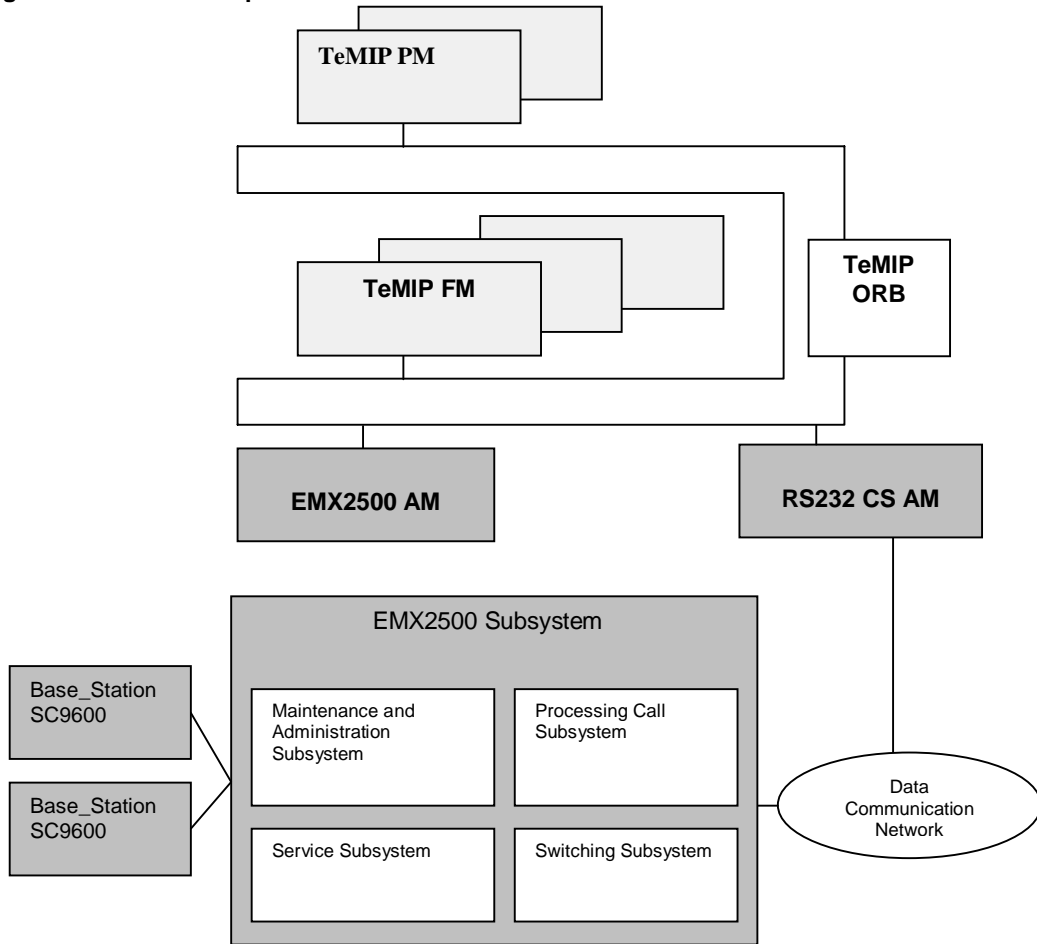 TeMIP PM
TeMIP FM
TeMIP
ORB
EMX2500 AM
RS232 CS AM
EMX2500 Subsystem
Base_Station
SC9600
Base_Station
SC9600
Maintenance and
Administration
Subsystem
Processing Call
Subsystem
Service Subsystem
Switching Subsystem
Data
Communication
Network